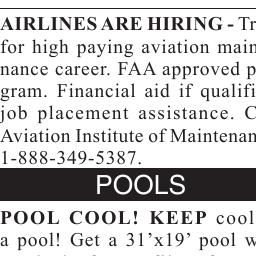 AIRLINES ARE HIRING - Tr
for high paying aviation main
nance career. FAA approved p
gram. Financial aid if qualifi
job placement assistance. C
Aviation Institute of Maintenan
1-888-349-5387.
POOLS
POOL COOL! KEEP cool
a pool! Get a 31’x19’ pool w